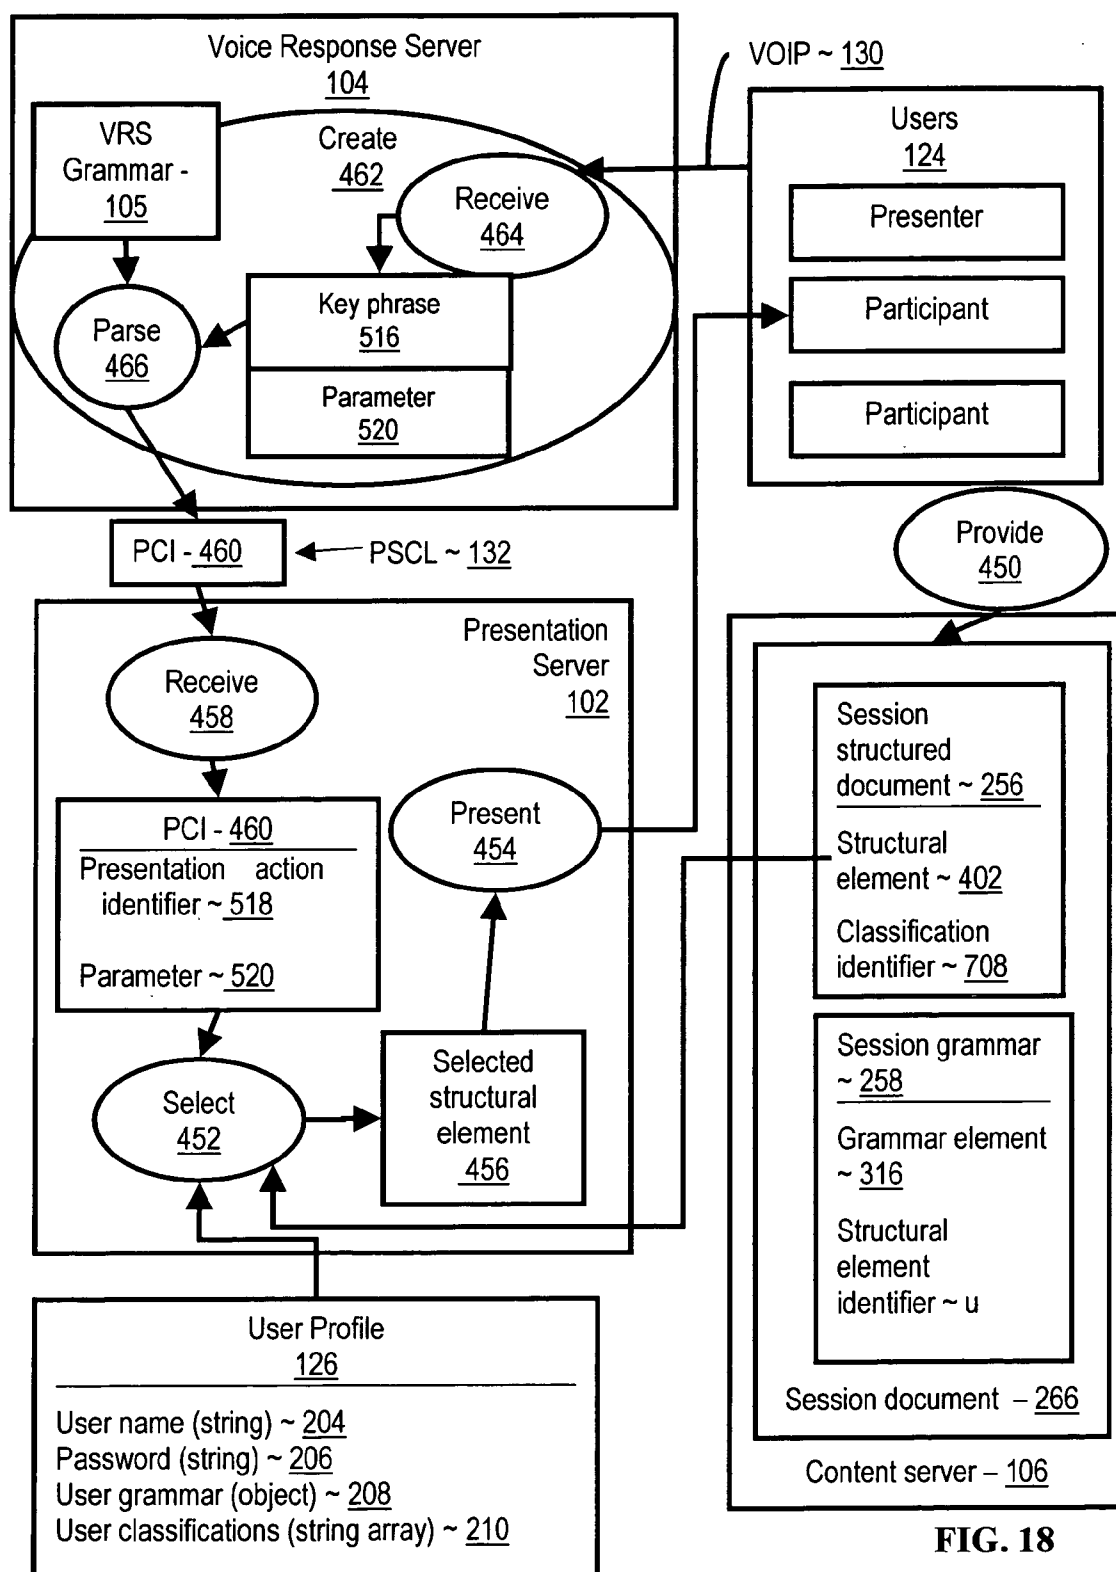 Voice Response Server
104
VRS
Grammar -
105
Create
462
Receive
464
Key phrase
516
Parameter
520
Parse
466
VOIP ~ 130
Users
124
Presenter
Participant
Participant
PCI - 460
PSCL ~ 132
Provide
450
Presentation
Server
102
Receive
458
PCI - 460
Presentation action
identifier ~ 518
Parameter ~ 520
Present
454
Select
452
Selected
structural
element
456
Session
structured
document ~ 256
Structural
element ~ 402
Classification
identifier ~ 708
Session grammar
~ 258
Grammar element
~ 316
Structural
element
identifier ~ u
Session document – 266
Content server – 106
User Profile
126
User name (string) ~ 204
Password (string) ~ 206
User grammar (object) ~ 208
User classifications (string array) ~ 210
FIG. 18